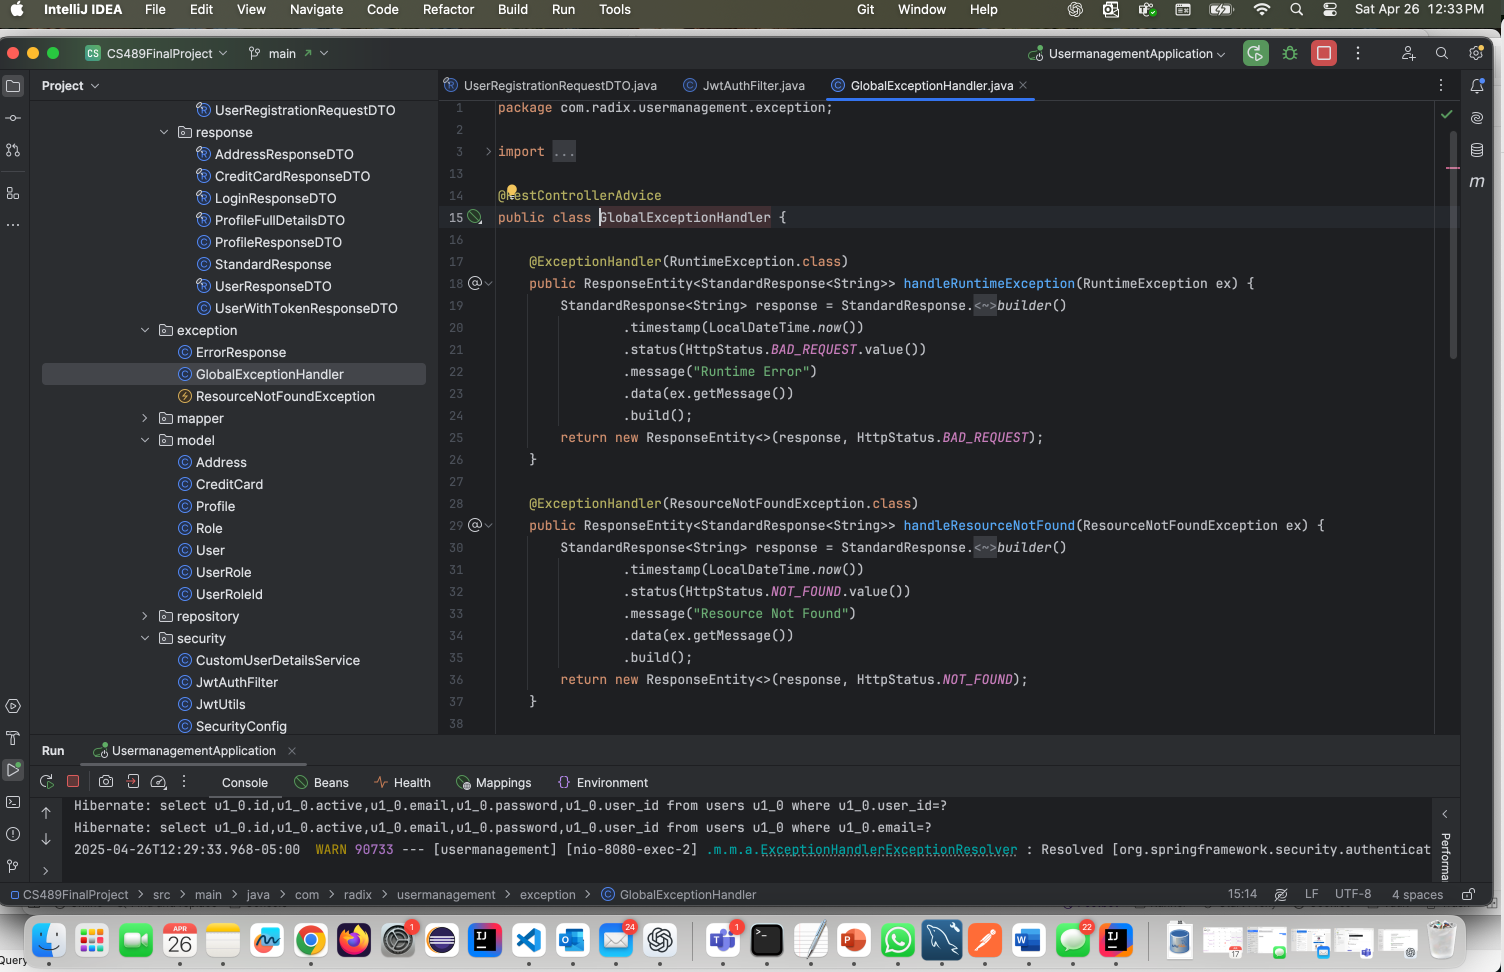 IntelliJ IDEA File Edit View Navigate Code Refactor Build Run Tools Git Window Help Sat Apr 26 12:33 PM
CS CS489FinalProject main UsermanagementApplication
Project
UserRegistrationRequestDTO.java JwtAuthFilter.java GlobalExceptionHandler.java
UserRegistrationRequestDTO
response
AddressResponseDTO
CreditCardResponseDTO
LoginResponseDTO
ProfileFullDetailsDTO
ProfileResponseDTO
StandardResponse
UserResponseDTO
UserWithTokenResponseDTO
exception
ErrorResponse
GlobalExceptionHandler
ResourceNotFoundException
mapper
model
Address
CreditCard
Profile
Role
User
UserRole
UserRoleId
repository
security
CustomUserDetailsService
JwtAuthFilter
JwtUtils
SecurityConfig
1 package com.radix.usermanagement.exception;
2
3 import ...
13
14 @RestControllerAdvice
15 public class GlobalExceptionHandler {
16
17 @ExceptionHandler(RuntimeException.class)
18 public ResponseEntity<StandardResponse<String>> handleRuntimeException(RuntimeException ex) {
19 StandardResponse<String> response = StandardResponse.<~>builder()
20 .timestamp(LocalDateTime.now())
21 .status(HttpStatus.BAD_REQUEST.value())
22 .message("Runtime Error")
23 .data(ex.getMessage())
24 .build();
25 return new ResponseEntity<>(response, HttpStatus.BAD_REQUEST);
26 }
27
28 @ExceptionHandler(ResourceNotFoundException.class)
29 public ResponseEntity<StandardResponse<String>> handleResourceNotFound(ResourceNotFoundException ex) {
30 StandardResponse<String> response = StandardResponse.<~>builder()
31 .timestamp(LocalDateTime.now())
32 .status(HttpStatus.NOT_FOUND.value())
33 .message("Resource Not Found")
34 .data(ex.getMessage())
35 .build();
36 return new ResponseEntity<>(response, HttpStatus.NOT_FOUND);
37 }
38
m
Run UsermanagementApplication
Console Beans Health Mappings Environment
Hibernate: select u1_0.id,u1_0.active,u1_0.email,u1_0.password,u1_0.user_id from users u1_0 where u1_0.user_id=?
Hibernate: select u1_0.id,u1_0.active,u1_0.email,u1_0.password,u1_0.user_id from users u1_0 where u1_0.email=?
2025-04-26T12:29:33.968-05:00 WARN 90733 --- [usermanagement] [nio-8080-exec-2] .m.m.a.ExceptionHandlerExceptionResolver : Resolved [org.springframework.security.authenticat
Performa
CS489FinalProject > src > main > java > com > radix > usermanagement > exception > GlobalExceptionHandler 15:14 LF UTF-8 4 spaces
APR
26
1
24
1
22
17
Query